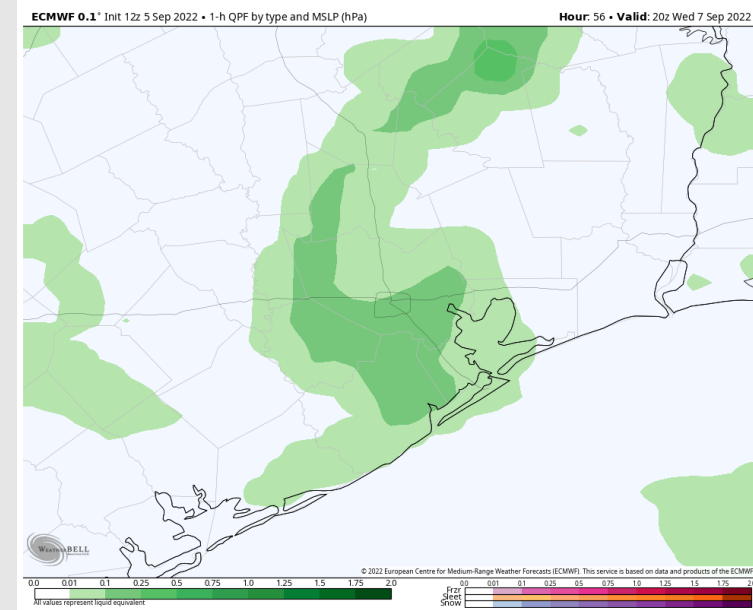 ECMWF 0.1° Init 12z 5 Sep 2022 • 1-h QPF by type and MSLP (hPa)
Hour: 56 • Valid: 20z Wed 7 Sep 2022
WEATHERBELL
© 2022 European Centre for Medium-Range Weather Forecasts (ECMWF). This service is based on data and products of the ECMWF
0.0 0.01 0.1 0.25 0.5 0.75 1.0 1.25 1.5 1.75 2.0
All values represent liquid equivalent
0.0 0.01 0.1 0.25 0.5 0.75 1.0 1.25 1.5 1.75 2.0
Frzr
Sleet
Snow